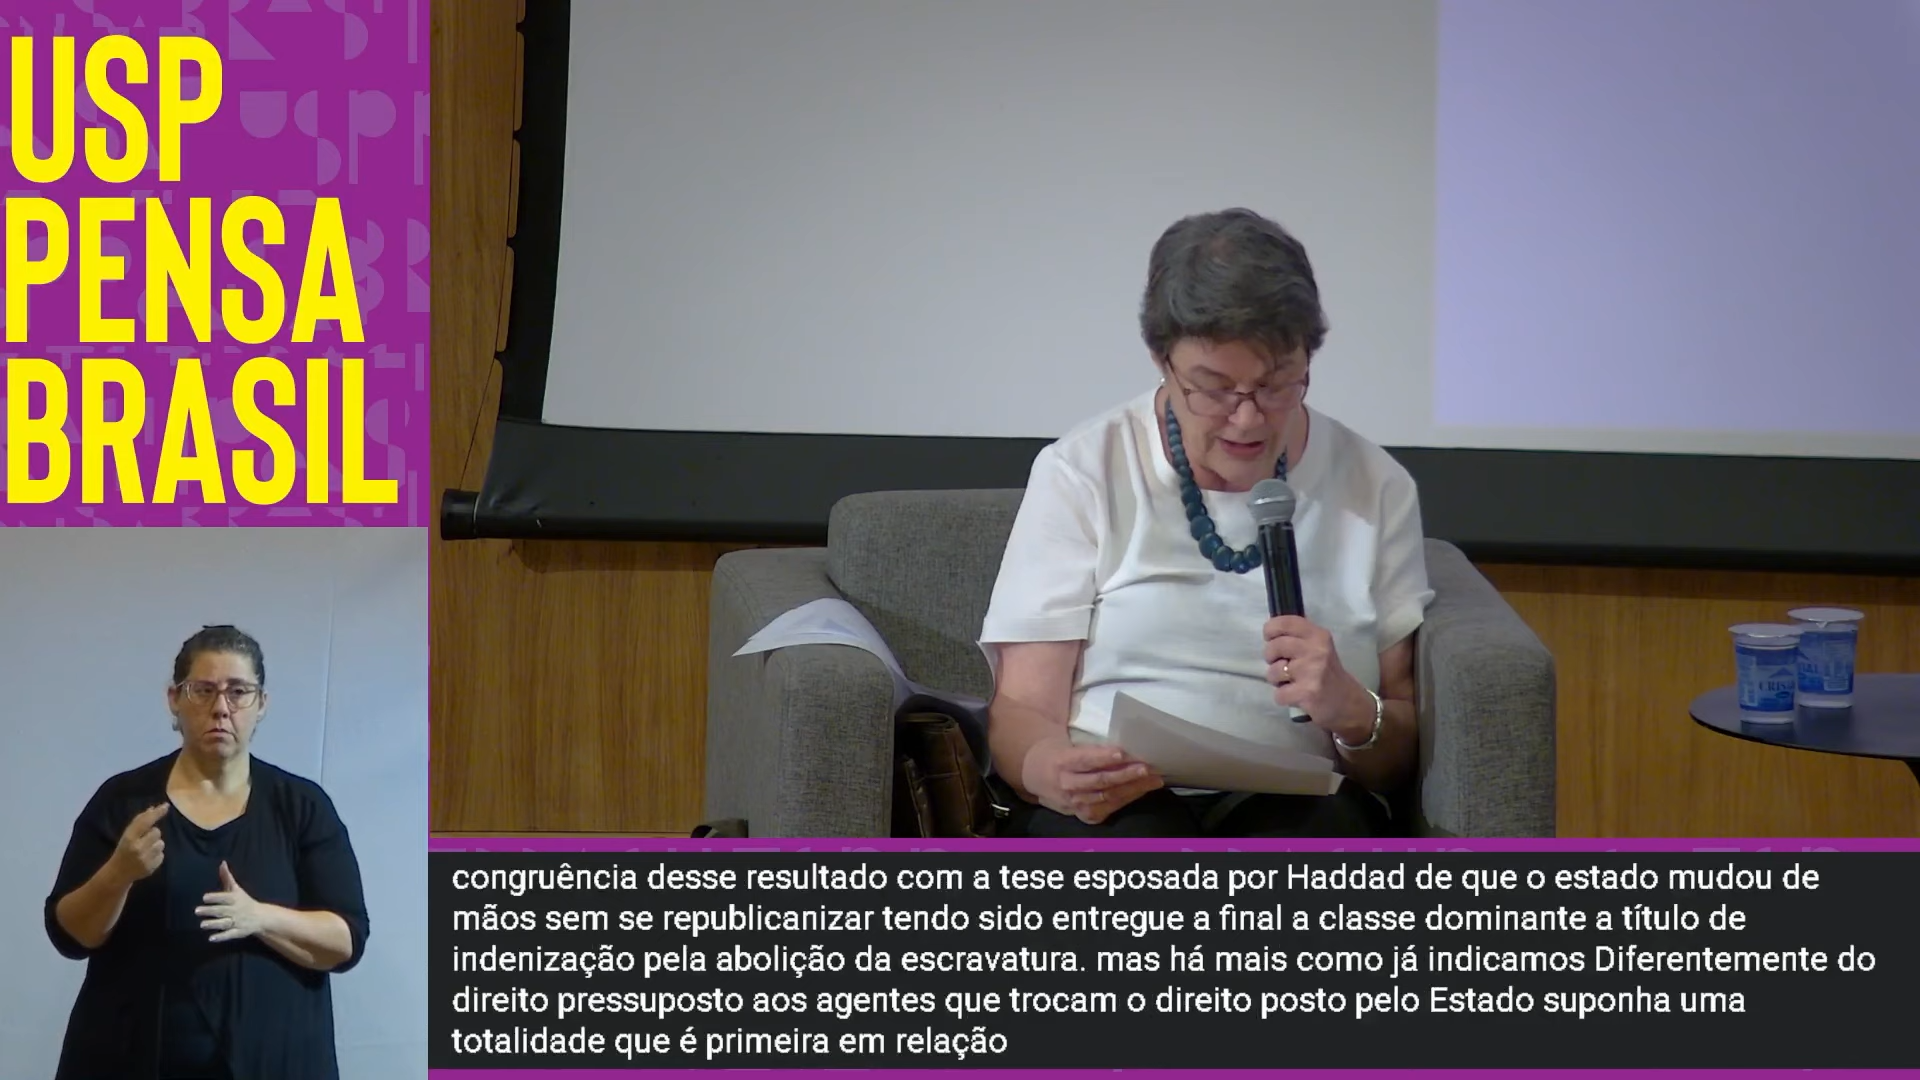 USP
PENSA
BRASIL
congruência desse resultado com a tese esposada por Haddad de que o estado mudou de
mãos sem se republicanizar tendo sido entregue a final a classe dominante a título de
indenização pela abolição da escravatura. mas há mais como já indicamos Diferentemente do
direito pressuposto aos agentes que trocam o direito posto pelo Estado suponha uma
totalidade que é primeira em relação